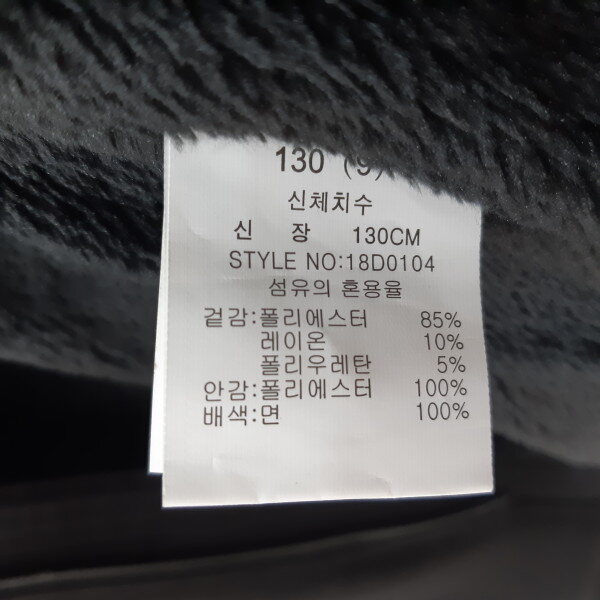 130 (9)
신체치수
신 장 130CM
STYLE NO:18D0104
섬유의 혼용율
겉감:폴리에스터 85%
레이온 10%
폴리우레탄 5%
안감:폴리에스터 100%
배색:면 100%